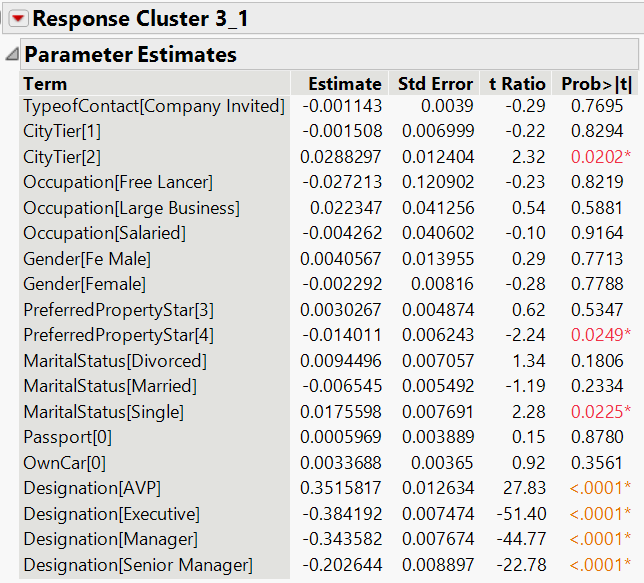 Response Cluster 3_1
Parameter Estimates
Term Estimate Std Error t Ratio Prob>|t|
TypeofContact[Company Invited] -0.001143 0.0039 -0.29 0.7695
CityTier[1] -0.001508 0.006999 -0.22 0.8294
CityTier[2] 0.0288297 0.012404 2.32 0.0202*
Occupation[Free Lancer] -0.027213 0.120902 -0.23 0.8219
Occupation[Large Business] 0.022347 0.041256 0.54 0.5881
Occupation[Salaried] -0.004262 0.040602 -0.10 0.9164
Gender[Fe Male] 0.0040567 0.013955 0.29 0.7713
Gender[Female] -0.002292 0.00816 -0.28 0.7788
PreferredPropertyStar[3] 0.0030267 0.004874 0.62 0.5347
PreferredPropertyStar[4] -0.014011 0.006243 -2.24 0.0249*
MaritalStatus[Divorced] 0.0094496 0.007057 1.34 0.1806
MaritalStatus[Married] -0.006545 0.005492 -1.19 0.2334
MaritalStatus[Single] 0.0175598 0.007691 2.28 0.0225*
Passport[0] 0.0005969 0.003889 0.15 0.8780
OwnCar[0] 0.0033688 0.00365 0.92 0.3561
Designation[AVP] 0.3515817 0.012634 27.83 <.0001*
Designation[Executive] -0.384192 0.007474 -51.40 <.0001*
Designation[Manager] -0.343582 0.007674 -44.77 <.0001*
Designation[Senior Manager] -0.202644 0.008897 -22.78 <.0001*